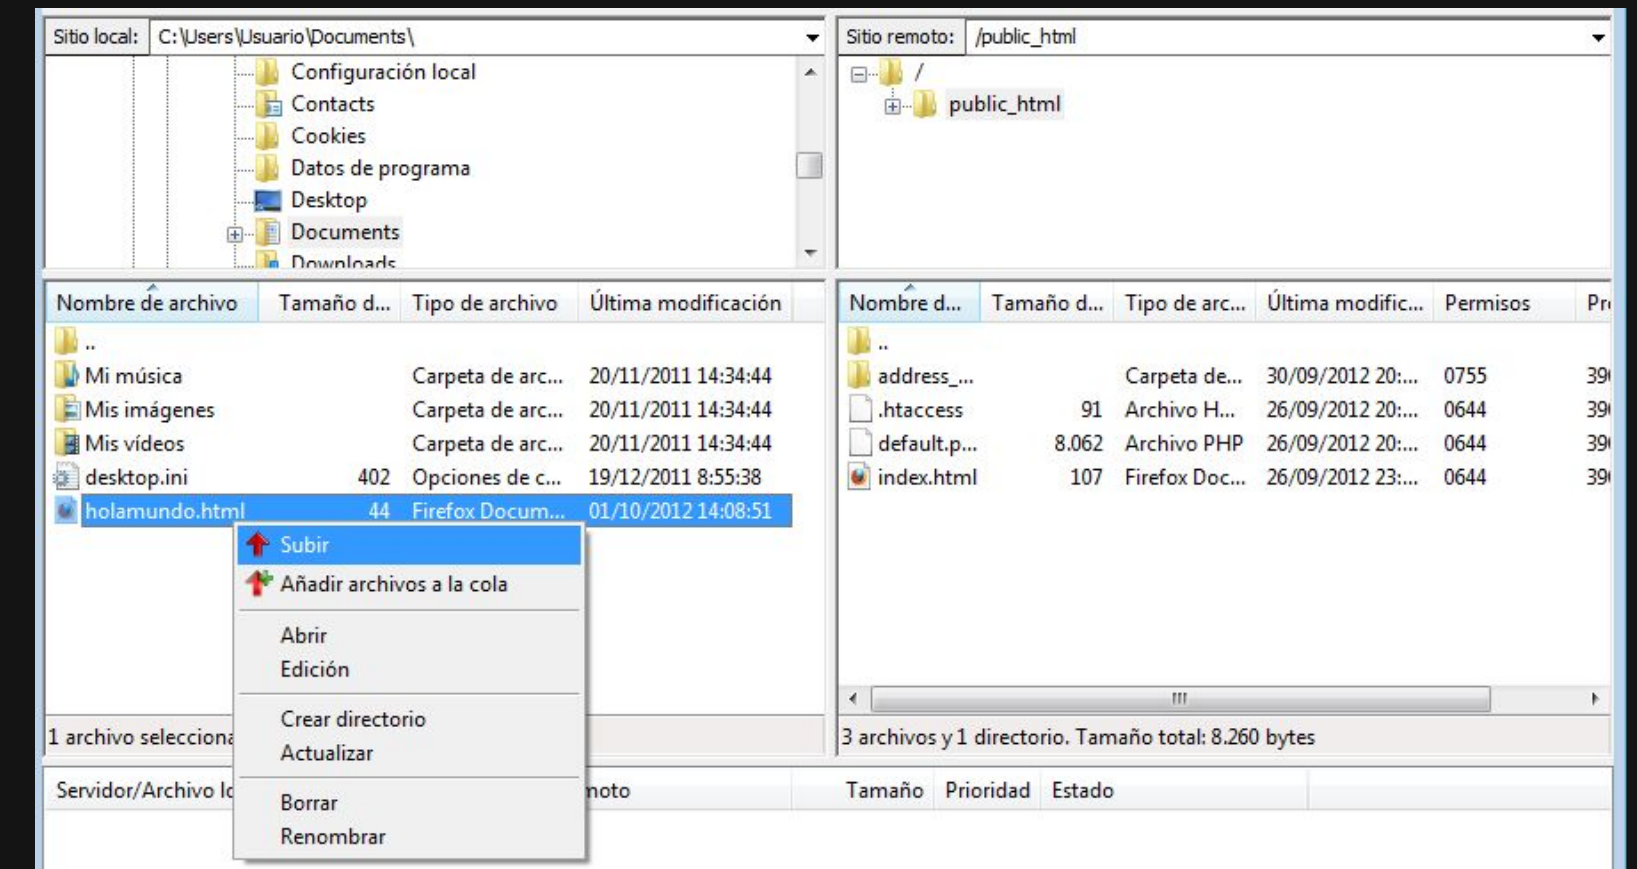 Sitio local: C:\Users\Usuario\Documents\
Configuración local
Contacts
Cookies
Datos de programa
Desktop
Documents
Downloads
Sitio remoto: /public_html
/
public_html
Nombre de archivo Tamaño d... Tipo de archivo Última modificación
..
Mi música Carpeta de arc... 20/11/2011 14:34:44
Mis imágenes Carpeta de arc... 20/11/2011 14:34:44
Mis vídeos Carpeta de arc... 20/11/2011 14:34:44
desktop.ini 402 Opciones de c... 19/12/2011 8:55:38
holamundo.html 44 Firefox Docum... 01/10/2012 14:08:51
Subir
Añadir archivos a la cola
Abrir
Edición
Crear directorio
Actualizar
Borrar
Renombrar
1 archivo selecciona
Nombre d... Tamaño d... Tipo de arc... Última modific... Permisos Pr
..
address_... Carpeta de... 30/09/2012 20:... 0755 39
.htaccess 91 Archivo H... 26/09/2012 20:... 0644 39
default.p... 8.062 Archivo PHP 26/09/2012 20:... 0644 39
index.html 107 Firefox Doc... 26/09/2012 23:... 0644 39
3 archivos y 1 directorio. Tamaño total: 8.260 bytes
Servidor/Archivo lo moto Tamaño Prioridad Estado